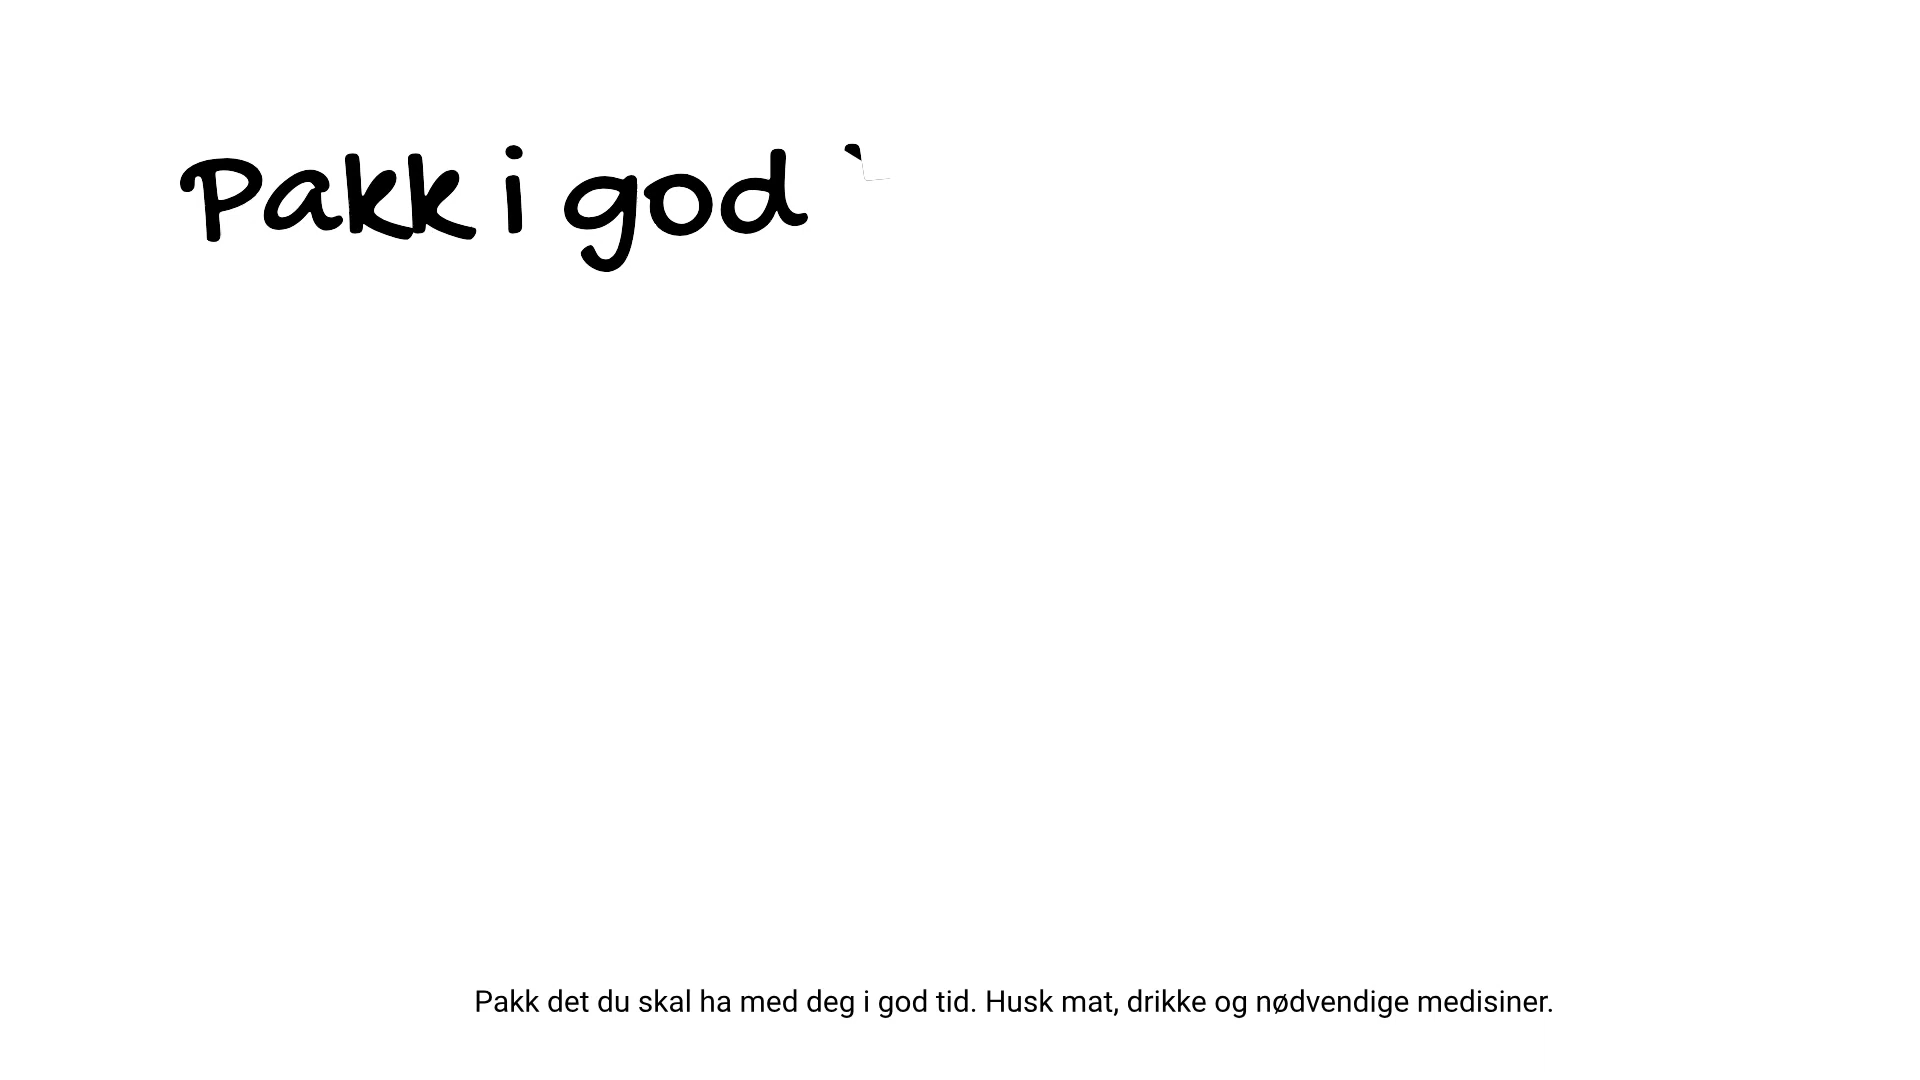 Pakk i god
Pakk det du skal ha med deg i god tid. Husk mat, drikke og nødvendige medisiner.